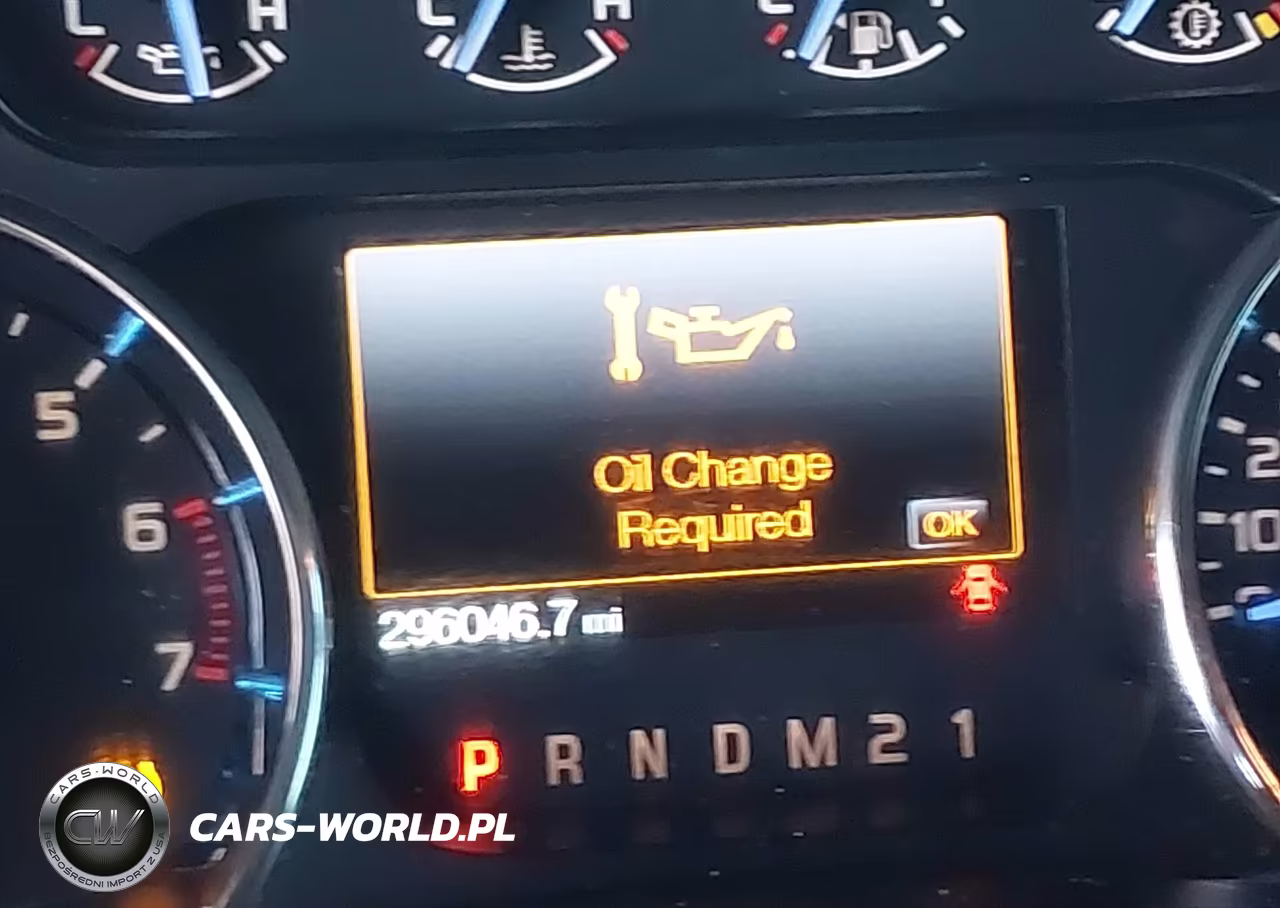 L H C H
5
6
7
Oil Change
Required
OK
296046.7 mi
P R N D M 2 1
10
CARS-WORLD
CW
BEZPOŚREDNI IMPORT Z USA
CARS-WORLD.PL